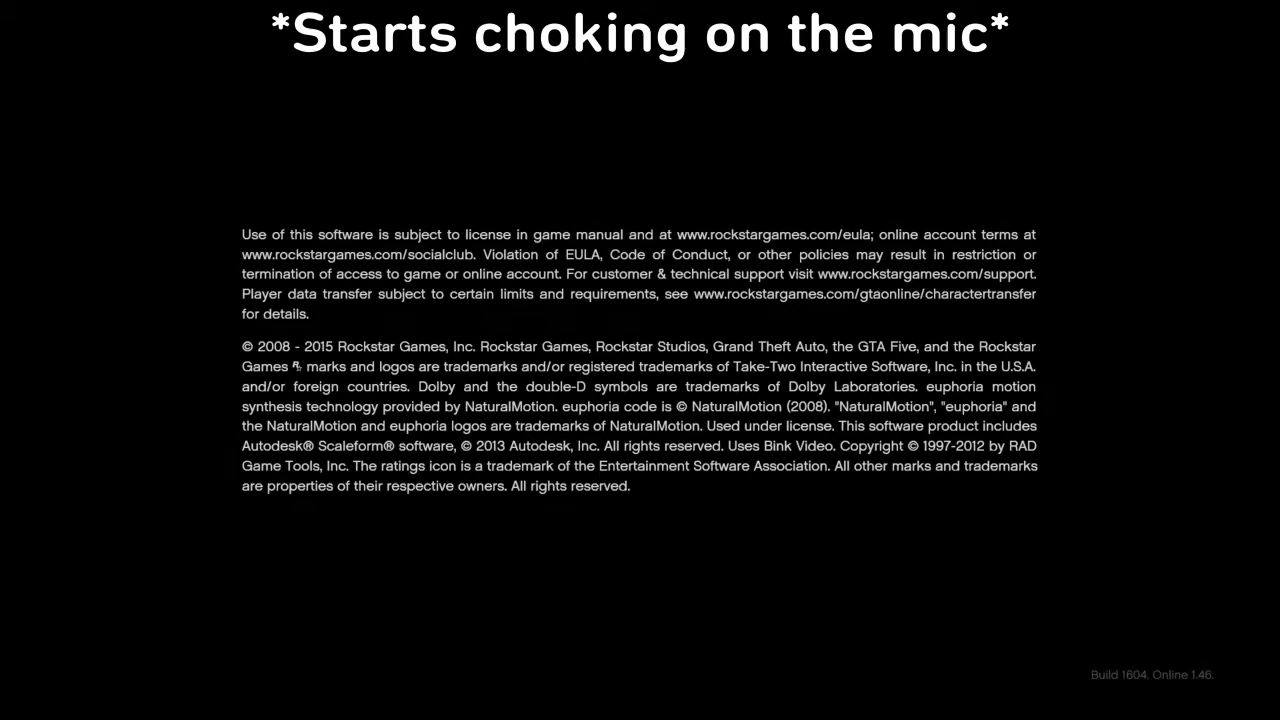 *Starts choking on the mic*
Use of this software is subject to license in game manual and at www.rockstargames.com/eula; online account terms at
www.rockstargames.com/socialclub. Violation of EULA, Code of Conduct, or other policies may result in restriction or
termination of access to game or online account. For customer & technical support visit www.rockstargames.com/support.
Player data transfer subject to certain limits and requirements, see www.rockstargames.com/gtaonline/charactertransfer
for details.
© 2008 - 2015 Rockstar Games, Inc. Rockstar Games, Rockstar Studios, Grand Theft Auto, the GTA Five, and the Rockstar
Games R* marks and logos are trademarks and/or registered trademarks of Take-Two Interactive Software, Inc. in the U.S.A.
and/or foreign countries. Dolby and the double-D symbols are trademarks of Dolby Laboratories. euphoria motion
synthesis technology provided by NaturalMotion. euphoria code is © NaturalMotion (2008). "NaturalMotion", "euphoria" and
the NaturalMotion and euphoria logos are trademarks of NaturalMotion. Used under license. This software product includes
Autodesk® Scaleform® software, © 2013 Autodesk, Inc. All rights reserved. Uses Bink Video. Copyright © 1997-2012 by RAD
Game Tools, Inc. The ratings icon is a trademark of the Entertainment Software Association. All other marks and trademarks
are properties of their respective owners. All rights reserved.
Build 1604. Online 1.46.